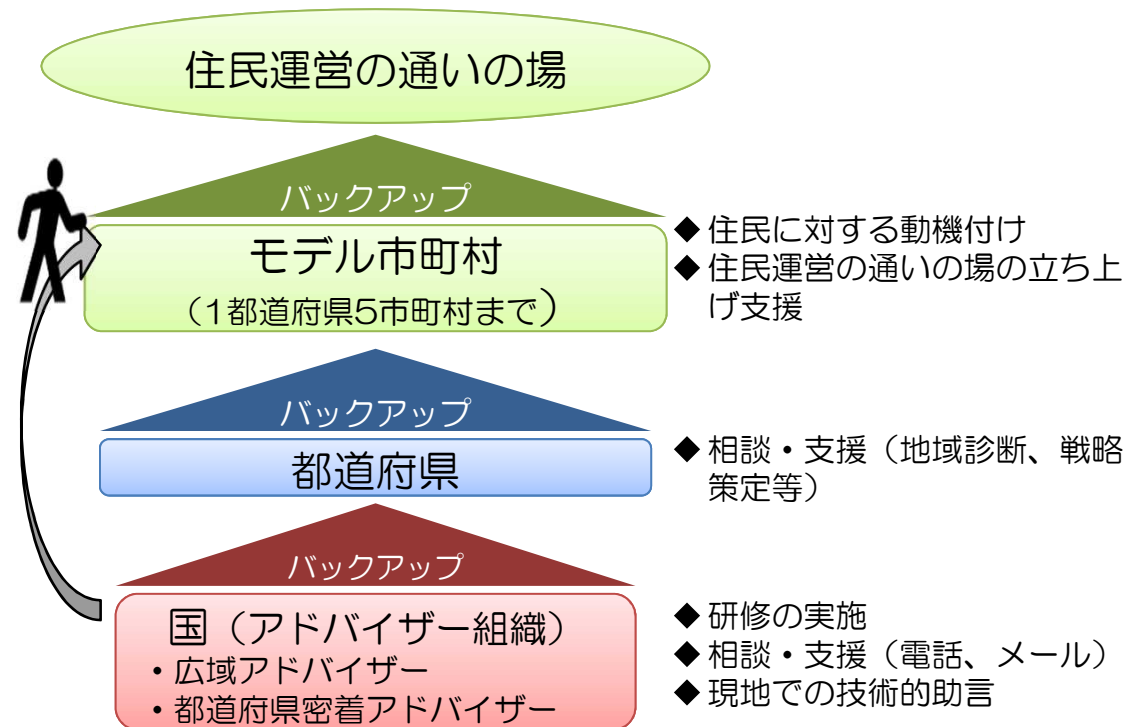 住民運営の通いの場
バックアップ
モデル市町村
（1都道府県5市町村まで）
◆住民に対する動機付け
◆住民運営の通いの場の立ち上
げ支援
バックアップ
都道府県
◆相談・支援（地域診断、戦略
策定等）
バックアップ
国（アドバイザー組織）
・広域アドバイザー
・都道府県密着アドバイザー
◆研修の実施
◆相談・支援（電話、メール）
◆現地での技術的助言